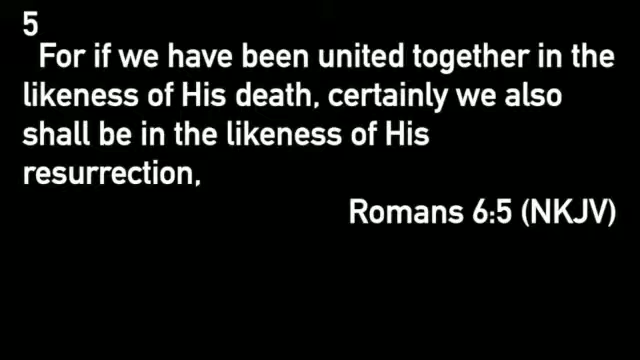 5
For if we have been united together in the
likeness of His death, certainly we also
shall be in the likeness of His
resurrection,
Romans 6:5 (NKJV)